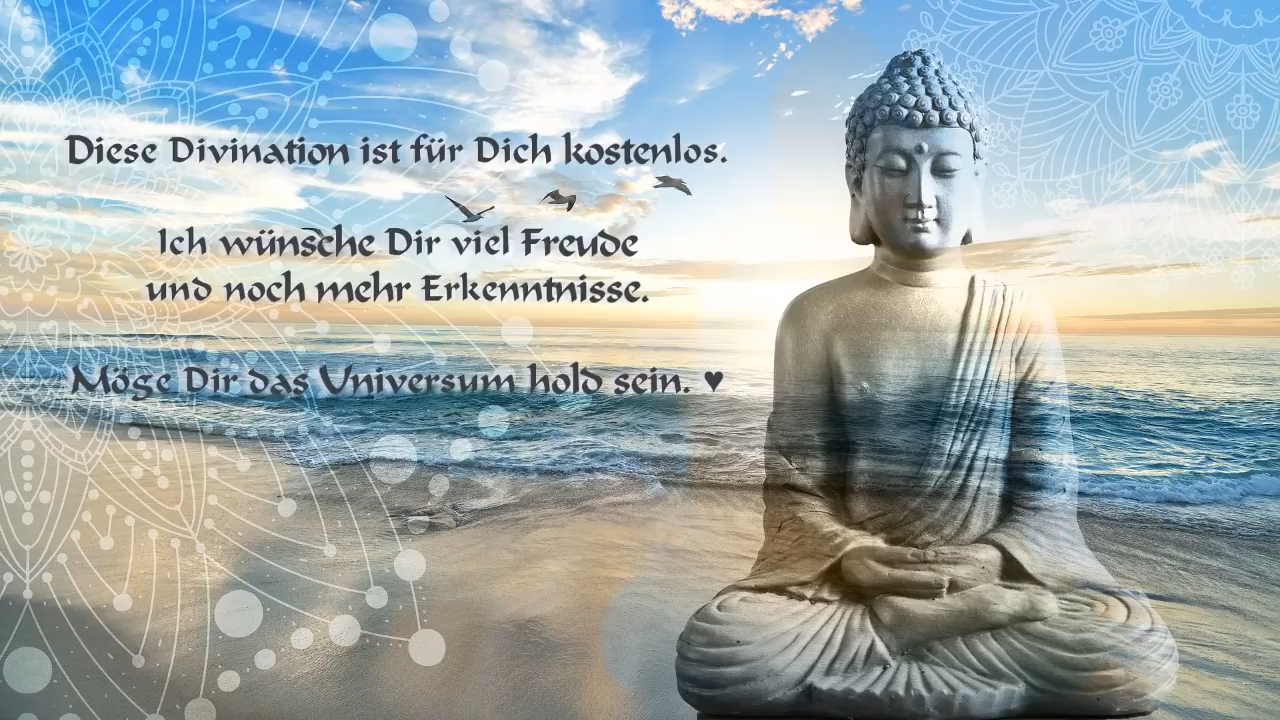 Diese Divination ist für Dich kostenlos.
Ich wünsche Dir viel Freude
und noch mehr Erkenntnisse.
Möge Dir das Universum hold sein. ♥